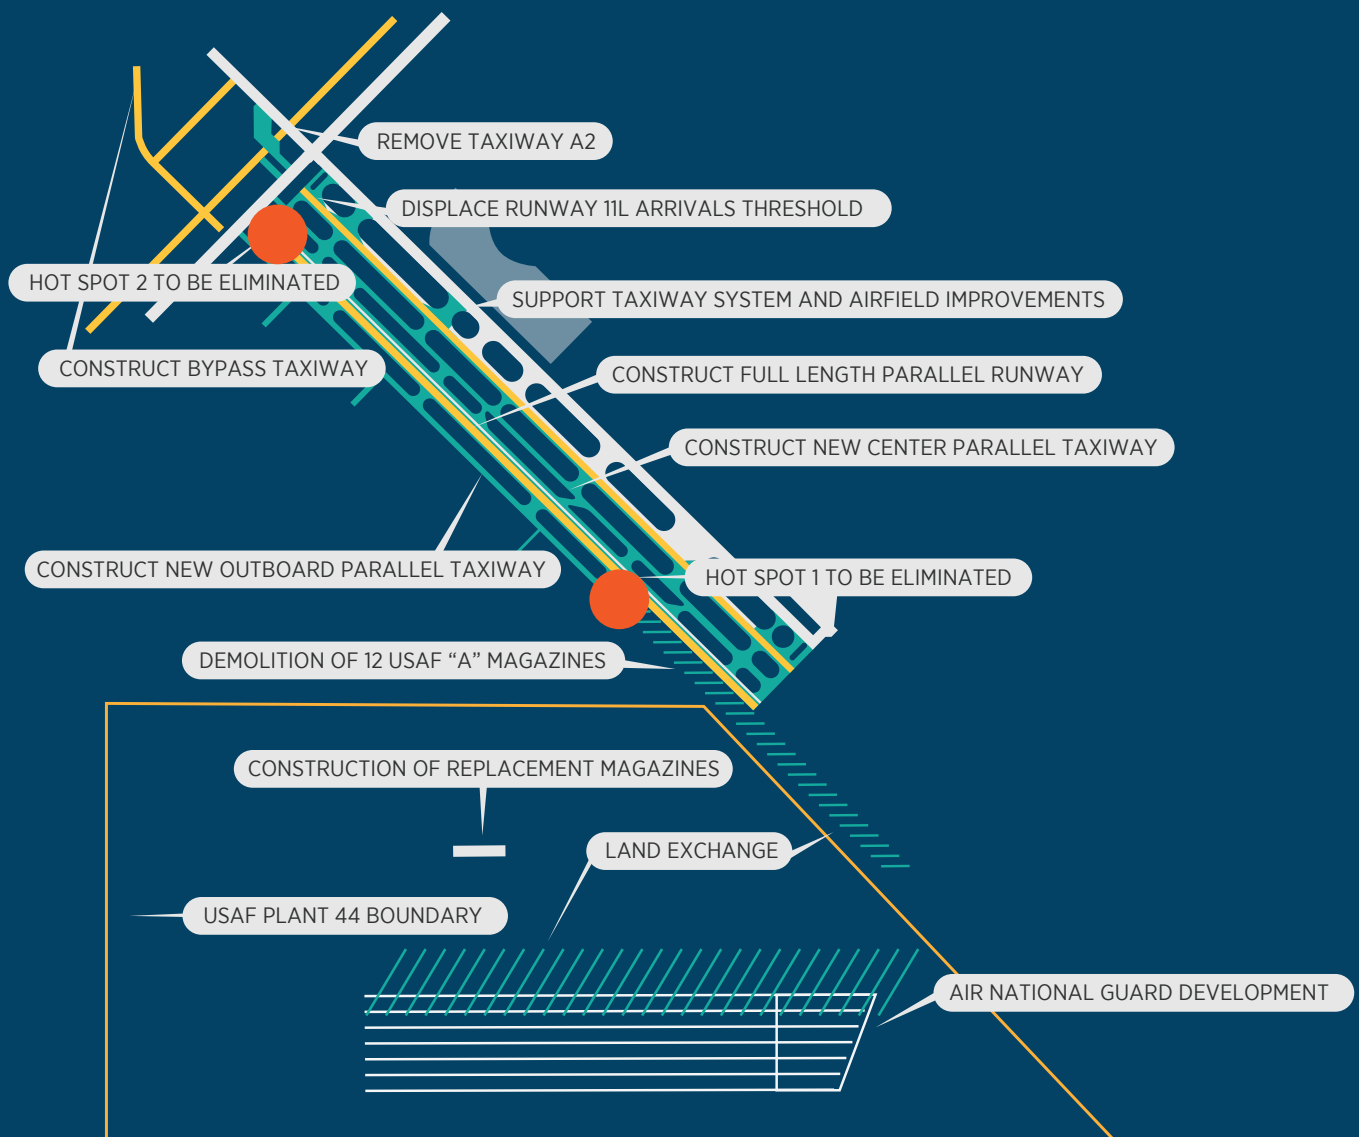 REMOVE TAXIWAY A2
DISPLACE RUNWAY 11L ARRIVALS THRESHOLD
HOT SPOT 2 TO BE ELIMINATED
SUPPORT TAXIWAY SYSTEM AND AIRFIELD IMPROVEMENTS
CONSTRUCT BYPASS TAXIWAY
CONSTRUCT FULL LENGTH PARALLEL RUNWAY
CONSTRUCT NEW CENTER PARALLEL TAXIWAY
CONSTRUCT NEW OUTBOARD PARALLEL TAXIWAY
HOT SPOT 1 TO BE ELIMINATED
DEMOLITION OF 12 USAF “A” MAGAZINES
CONSTRUCTION OF REPLACEMENT MAGAZINES
LAND EXCHANGE
USAF PLANT 44 BOUNDARY
AIR NATIONAL GUARD DEVELOPMENT